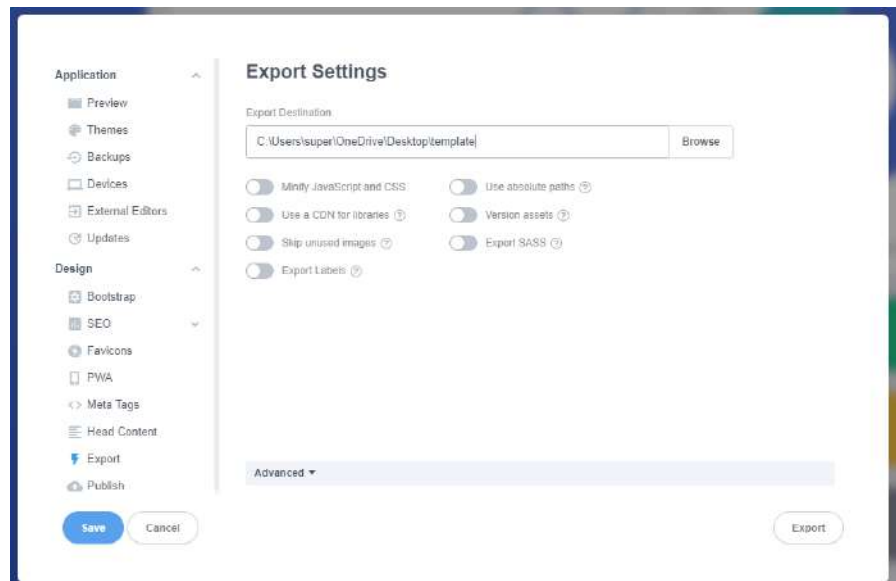 Application
Preview
Themes
Backups
Devices
External Editors
Updates
Design
Bootstrap
SEO
Favicons
PWA
Meta Tags
Head Content
Export
Publish
Save
Cancel
Export Settings
Export Destination
C:\Users\super\OneDrive\Desktop\template
Browse
Minify JavaScript and CSS
Use absolute paths ?
Use a CDN for libraries ?
Version assets ?
Skip unused images ?
Export SASS ?
Export Labels ?
Advanced
Export